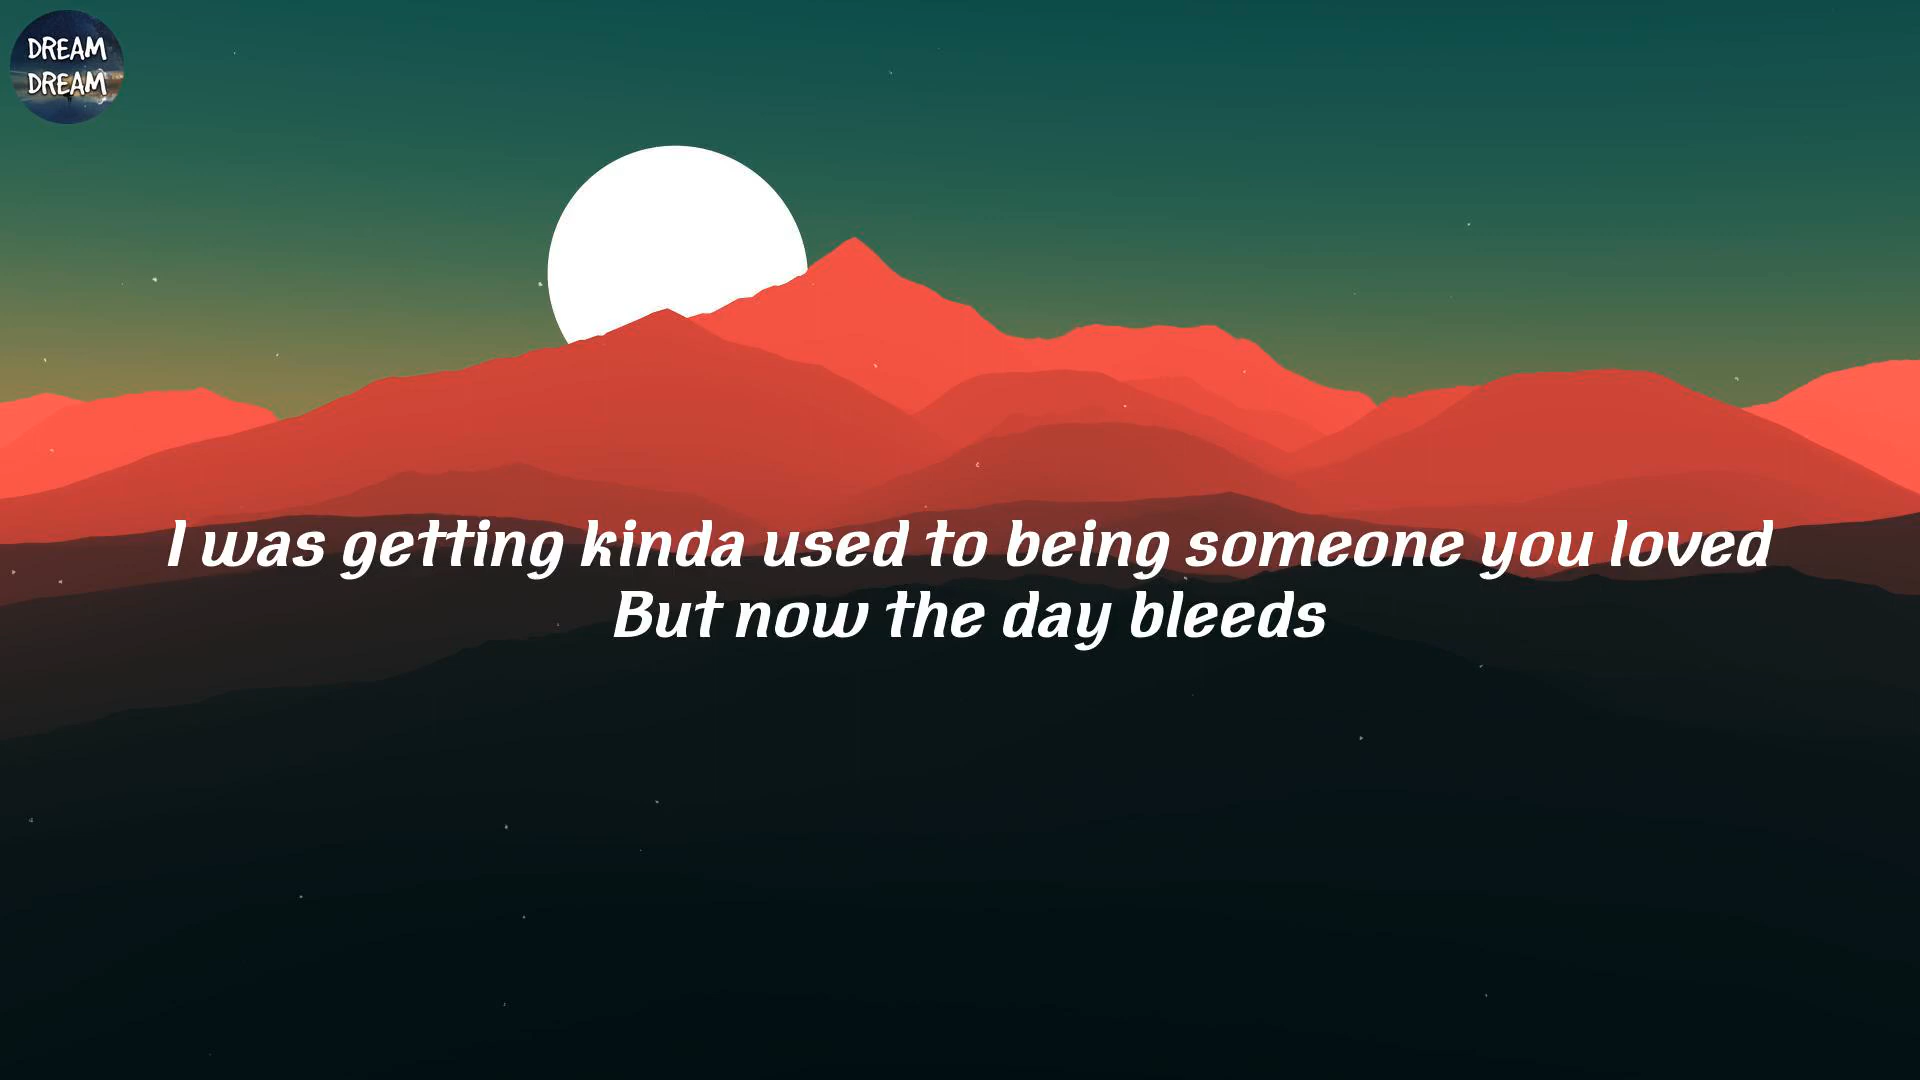 DREAM
DREAM
I was getting kinda used to being someone you loved
But now the day bleeds